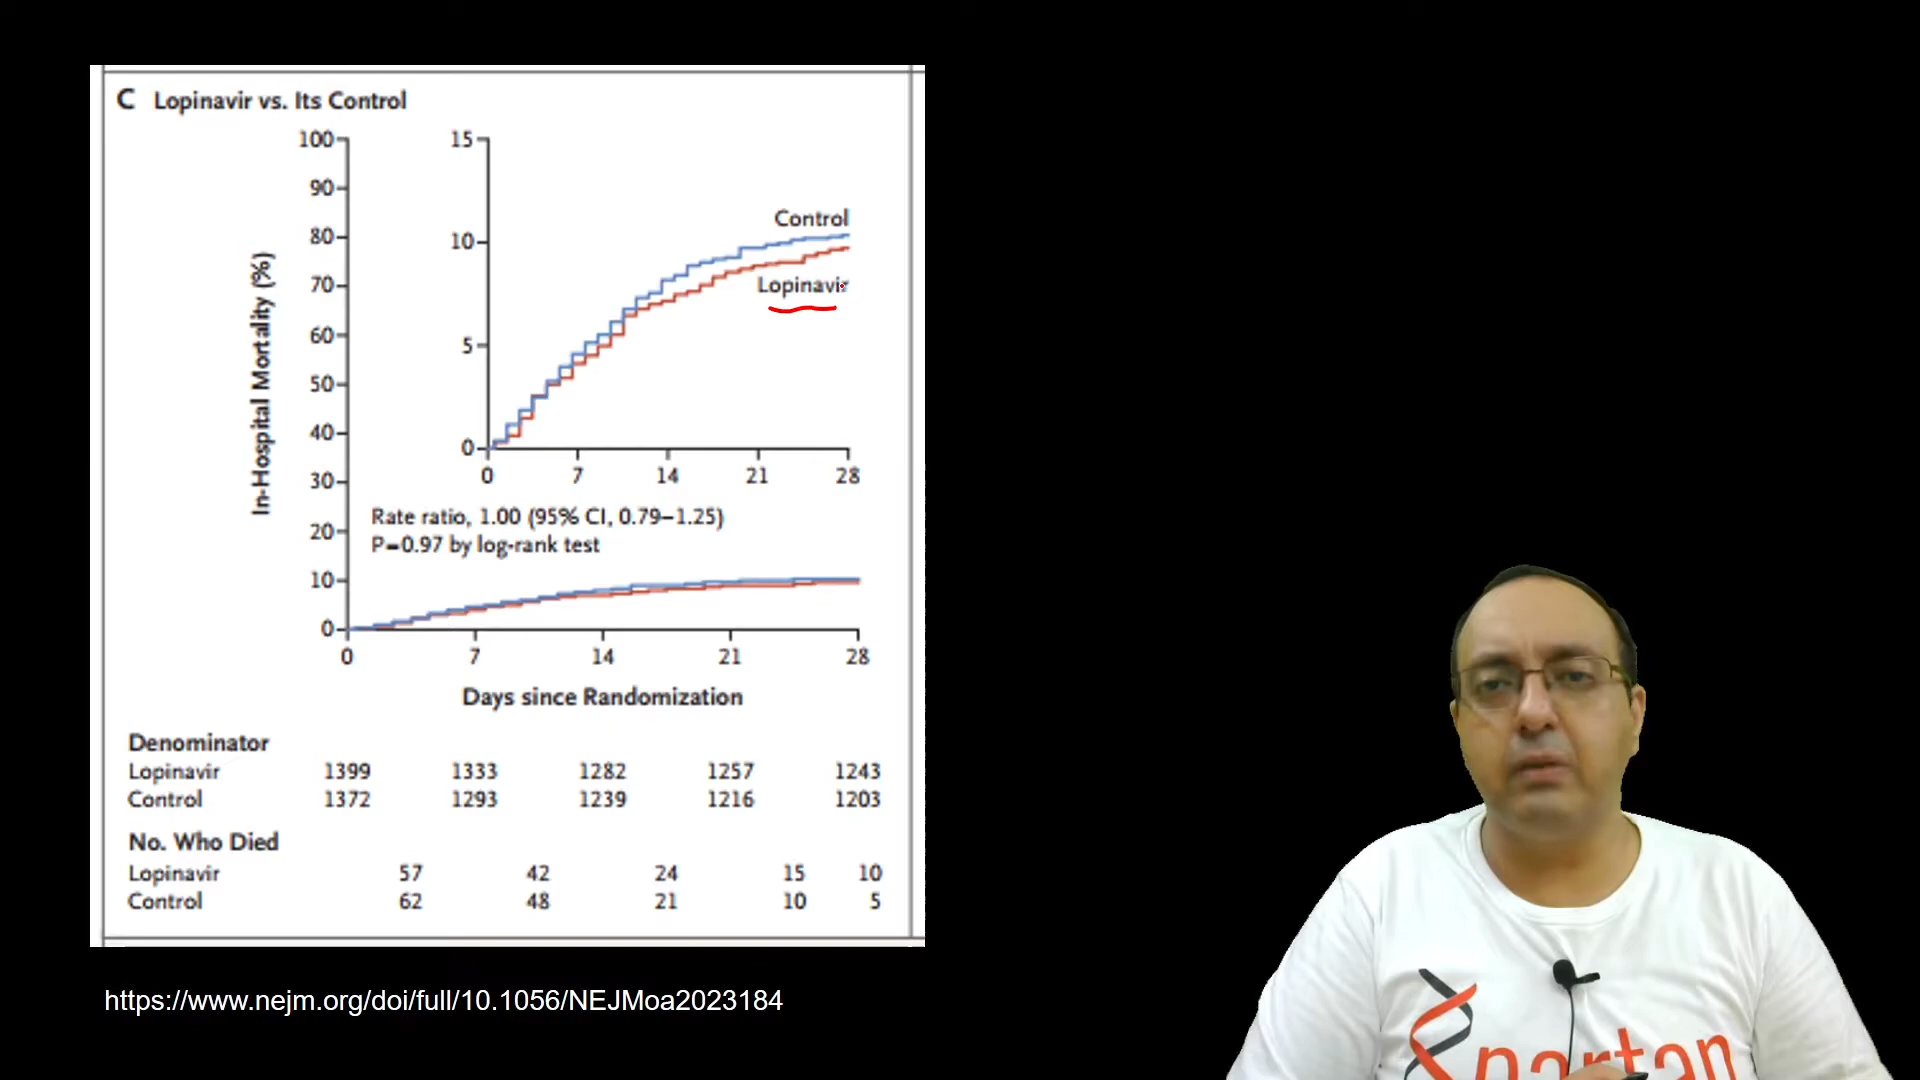 C Lopinavir vs. Its Control
100
90
80
70
60
50
40
30
20
10
0
In-Hospital Mortality (%)
15
10
5
0
0 7 14 21 28
Control
Lopinavir
Rate ratio, 1.00 (95% CI, 0.79–1.25)
P=0.97 by log-rank test
0 7 14 21 28
Days since Randomization
Denominator
Lopinavir 1399 1333 1282 1257 1243
Control 1372 1293 1239 1216 1203
No. Who Died
Lopinavir 57 42 24 15 10
Control 62 48 21 10 5
https://www.nejm.org/doi/full/10.1056/NEJMoa2023184